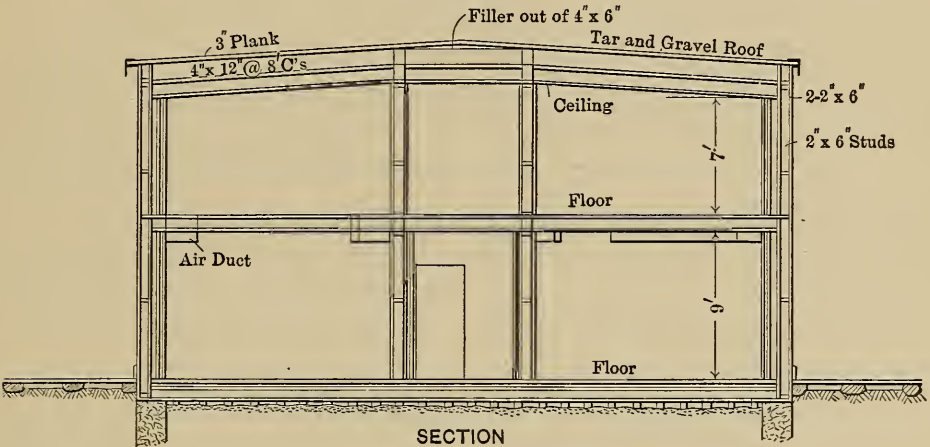 Filler out of 4"x 6"
3" Plank
Tar and Gravel Roof
4"x 12"@ 8' C's
Ceiling
2-2"x 6"
2"x 6" Studs
7'
Floor
Air Duct
9'
Floor
SECTION